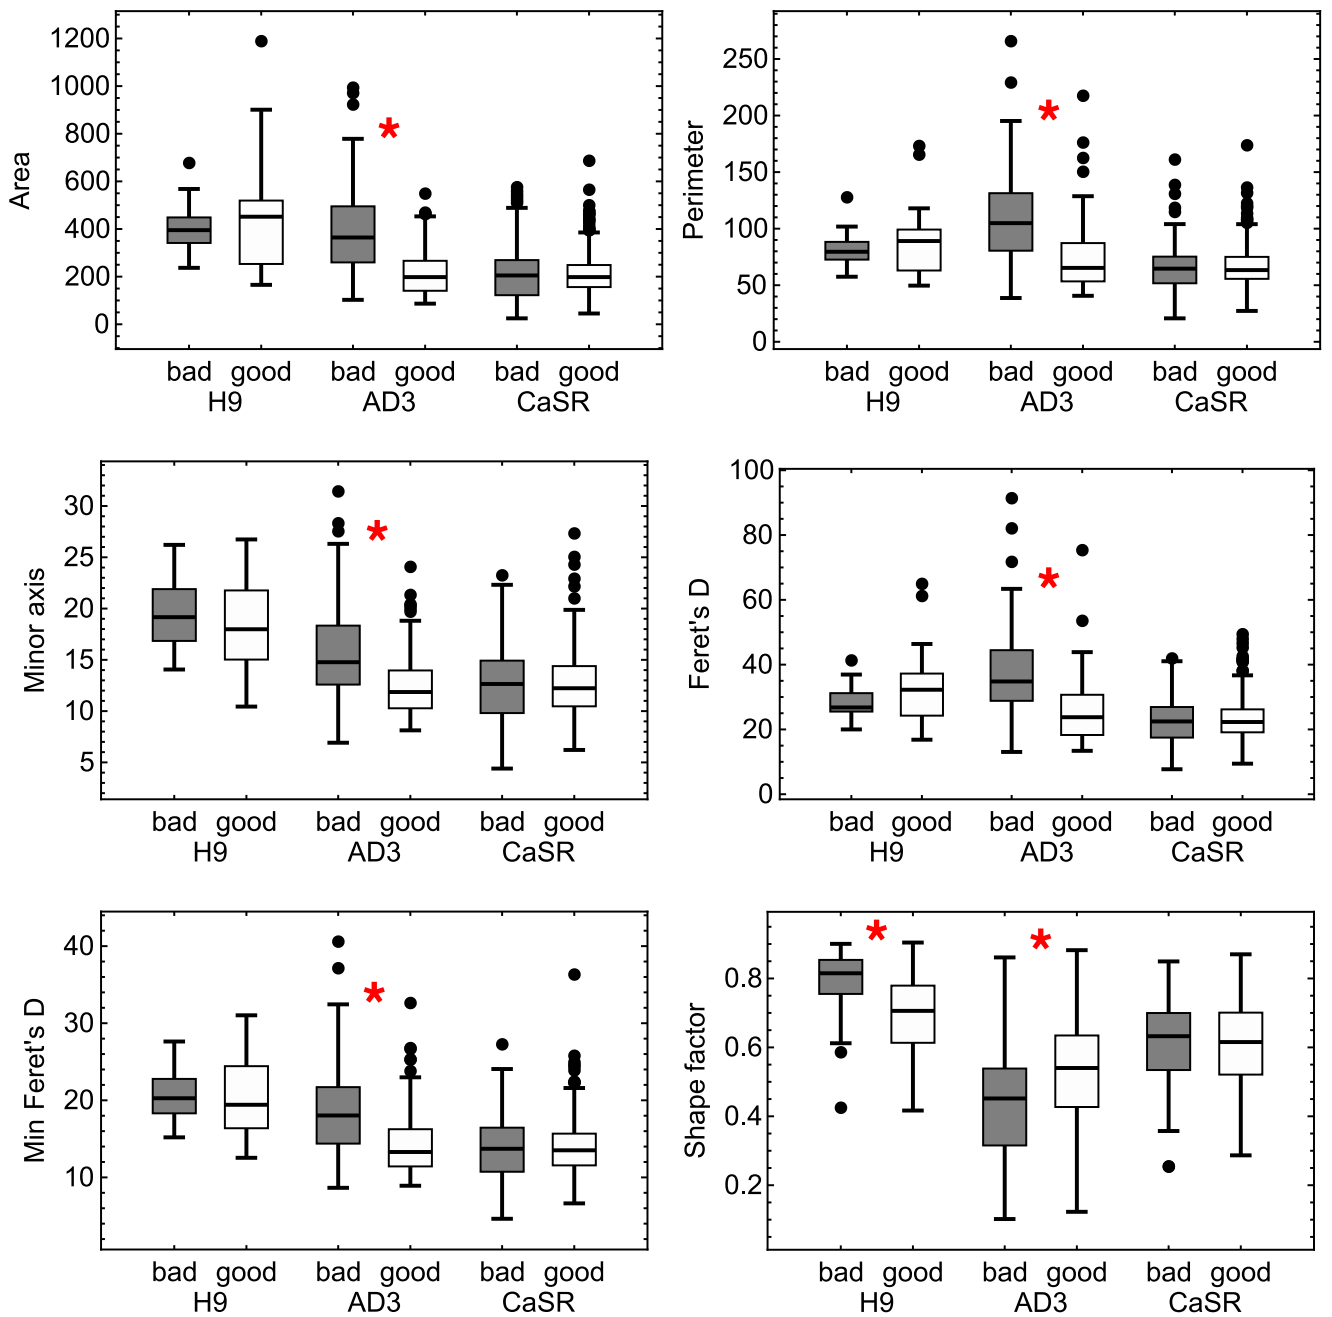 Area
1200
1000
800
600
400
200
0
bad good bad good bad good
H9 AD3 CaSR
Perimeter
250
200
150
100
50
0
bad good bad good bad good
H9 AD3 CaSR
Minor axis
30
25
20
15
10
5
bad good bad good bad good
H9 AD3 CaSR
Feret's D
100
80
60
40
20
0
bad good bad good bad good
H9 AD3 CaSR
Min Feret's D
40
30
20
10
bad good bad good bad good
H9 AD3 CaSR
Shape factor
0.8
0.6
0.4
0.2
bad good bad good bad good
H9 AD3 CaSR